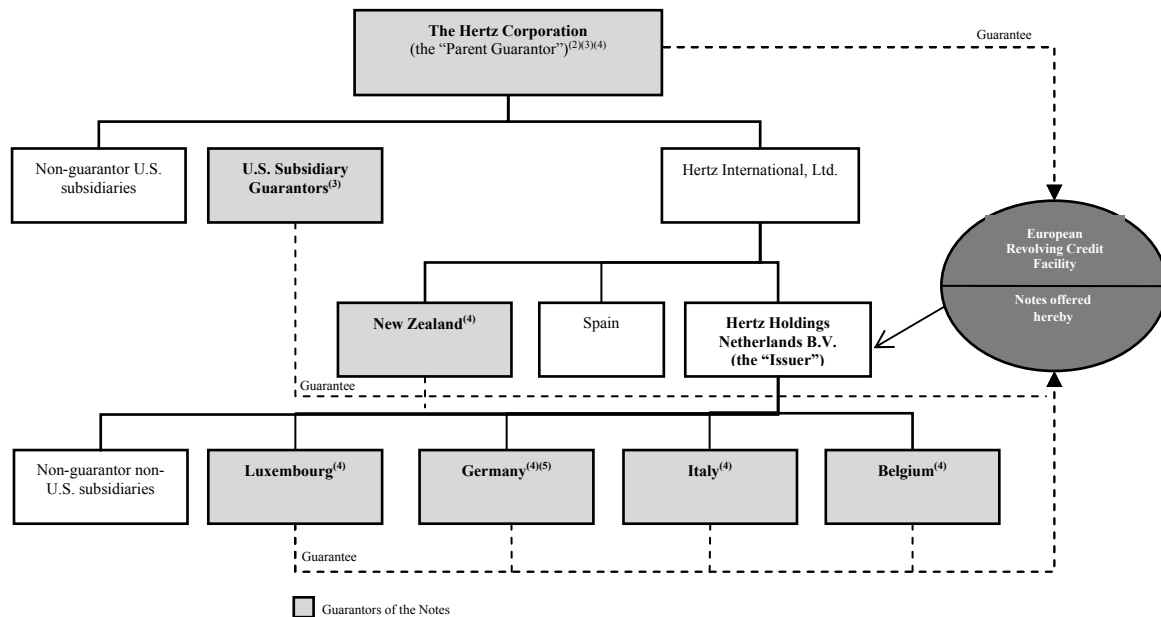 The Hertz Corporation
(the “Parent Guarantor”)(2)(3)(4)
Guarantee
Non-guarantor U.S.
subsidiaries
U.S. Subsidiary
Guarantors(3)
Hertz International, Ltd.
European
Revolving Credit
Facility
Notes offered
hereby
New Zealand(4)
Spain
Hertz Holdings
Netherlands B.V.
(the “Issuer”)
Guarantee
Non-guarantor non-
U.S. subsidiaries
Luxembourg(4)
Germany(4)(5)
Italy(4)
Belgium(4)
Guarantee
Guarantors of the Notes